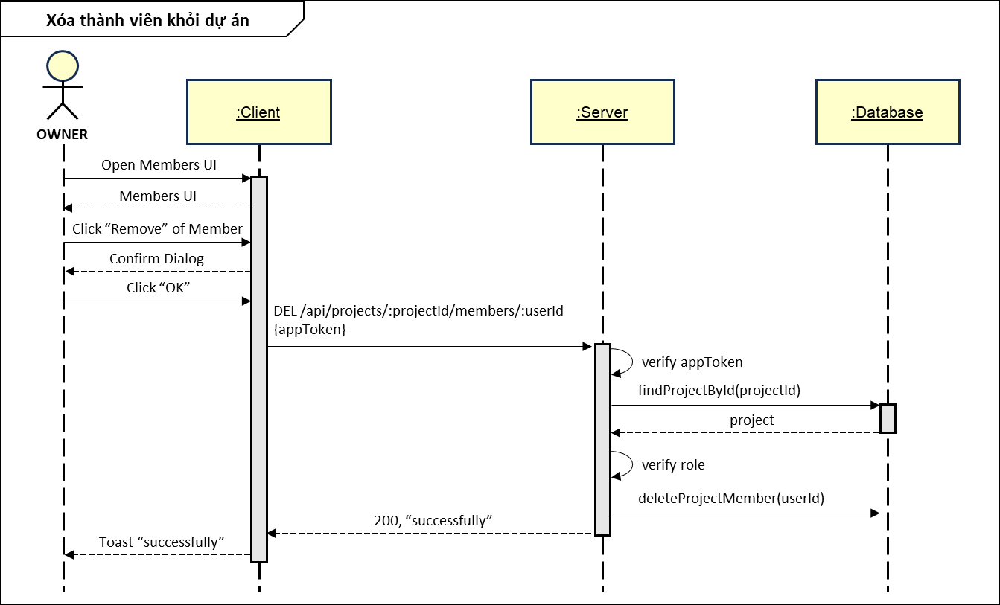 Xóa thành viên khỏi dự án
OWNER
:Client
:Server
:Database
Open Members UI
Members UI
Click “Remove” of Member
Confirm Dialog
Click “OK”
DEL /api/projects/:projectId/members/:userId
{appToken}
verify appToken
findProjectById(projectId)
project
verify role
deleteProjectMember(userId)
200, “successfully”
Toast “successfully”